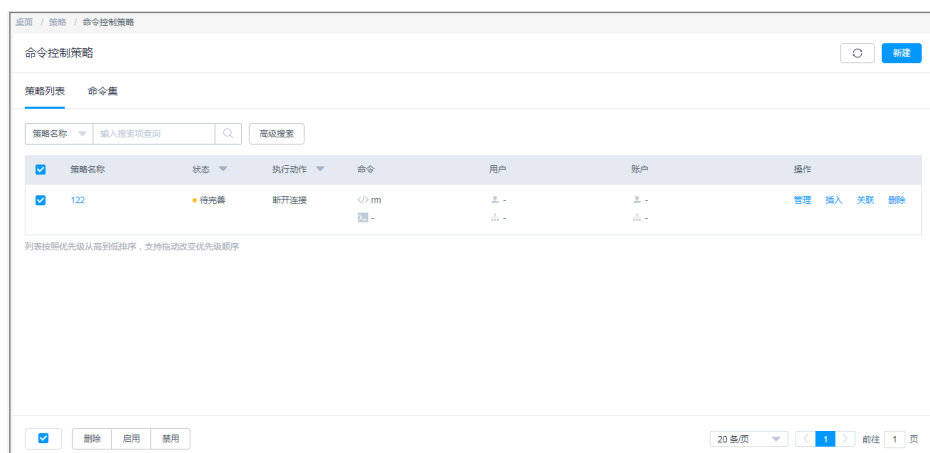 桌面 / 策略 / 命令控制策略
命令控制策略 新建
策略列表 命令集
策略名称 输入搜索项查询 高级搜索
策略名称 状态 执行动作 命令 用户 账户 操作
122 待完善 断开连接 </> rm - - 管理 插入 关联 删除
- - -
列表按照优先级从高到低排序，支持拖动改变优先级顺序
删除 启用 禁用 20 条/页 1 前往 1 页